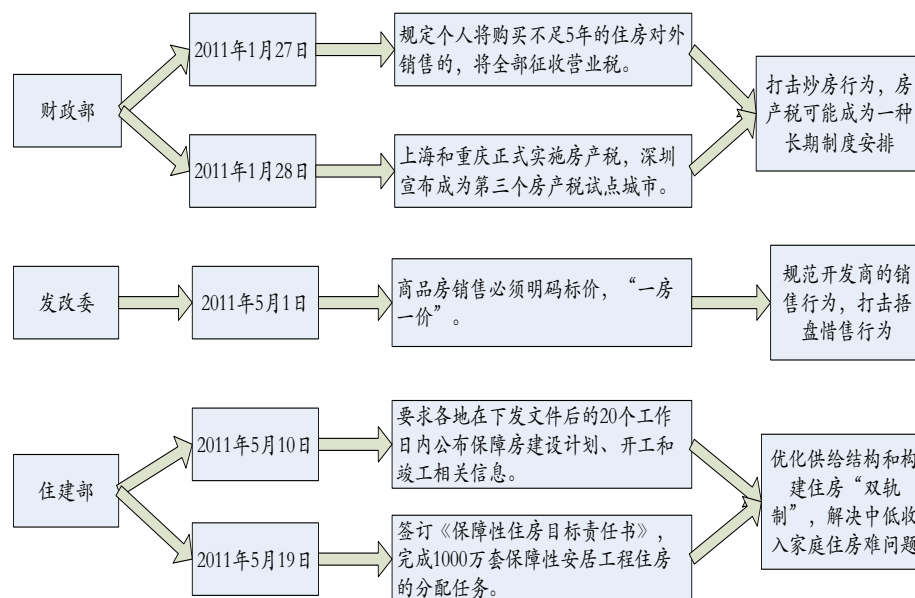 财政部
2011年1月27日
规定个人将购买不足5年的住房对外
销售的，将全部征收营业税。
2011年1月28日
上海和重庆正式实施房产税，深圳
宣布成为第三个房产税试点城市。
打击炒房行为，房
产税可能成为一种
长期制度安排
发改委
2011年5月1日
商品房销售必须明码标价，“一房
一价”。
规范开发商的销
售行为，打击捂
盘惜售行为
住建部
2011年5月10日
要求各地在下发文件后的20个工作
日内公布保障房建设计划、开工和
竣工相关信息。
2011年5月19日
签订《保障性住房目标责任书》，
完成1000万套保障性安居工程住房
的分配任务。
优化供给结构和构
建住房“双轨
制”，解决中低收
入家庭住房难问题